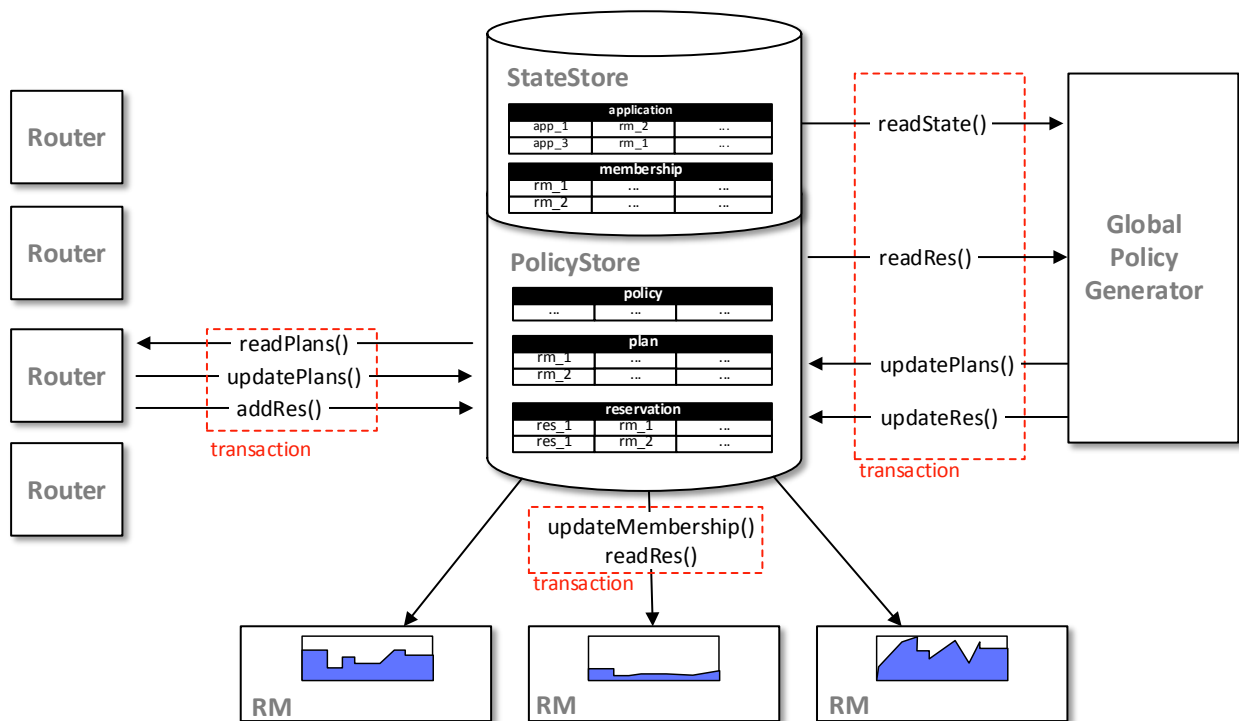 StateStore
application
app_1 rm_2 ...
app_3 rm_1 ...
membership
rm_1 ... ...
rm_2 ... ...
PolicyStore
policy
... ... ...
plan
rm_1 ... ...
rm_2 ... ...
reservation
res_1 rm_1 ...
res_1 rm_2 ...
Router
Router
Router
Router
readPlans()
updatePlans()
addRes()
transaction
readState()
readRes()
updatePlans()
updateRes()
transaction
Global
Policy
Generator
updateMembership()
readRes()
transaction
RM
RM
RM